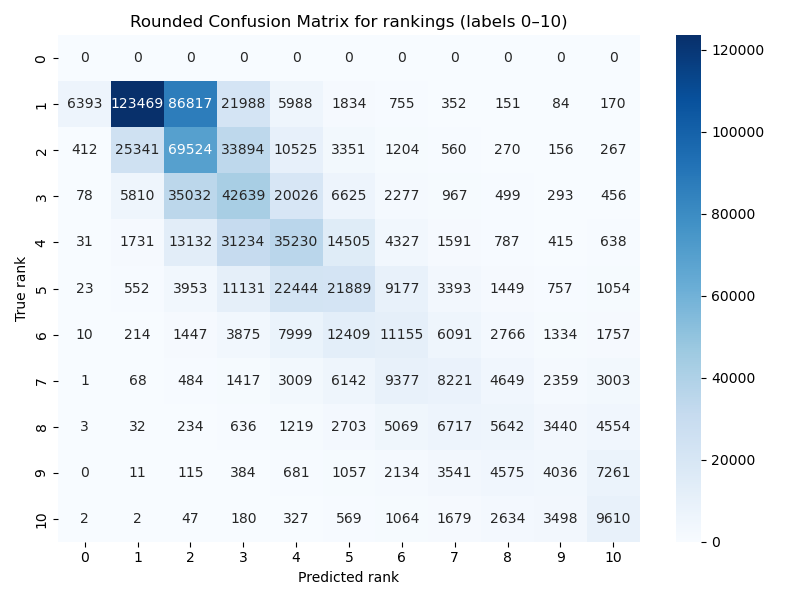 Rounded Confusion Matrix for rankings (labels 0–10)
0 0 0 0 0 0 0 0 0 0 0 0
1 6393 123469 86817 21988 5988 1834 755 352 151 84 170
2 412 25341 69524 33894 10525 3351 1204 560 270 156 267
3 78 5810 35032 42639 20026 6625 2277 967 499 293 456
4 31 1731 13132 31234 35230 14505 4327 1591 787 415 638
5 23 552 3953 11131 22444 21889 9177 3393 1449 757 1054
6 10 214 1447 3875 7999 12409 11155 6091 2766 1334 1757
7 1 68 484 1417 3009 6142 9377 8221 4649 2359 3003
8 3 32 234 636 1219 2703 5069 6717 5642 3440 4554
9 0 11 115 384 681 1057 2134 3541 4575 4036 7261
10 2 2 47 180 327 569 1064 1679 2634 3498 9610
0 1 2 3 4 5 6 7 8 9 10
Predicted rank
True rank
120000
100000
80000
60000
40000
20000
0